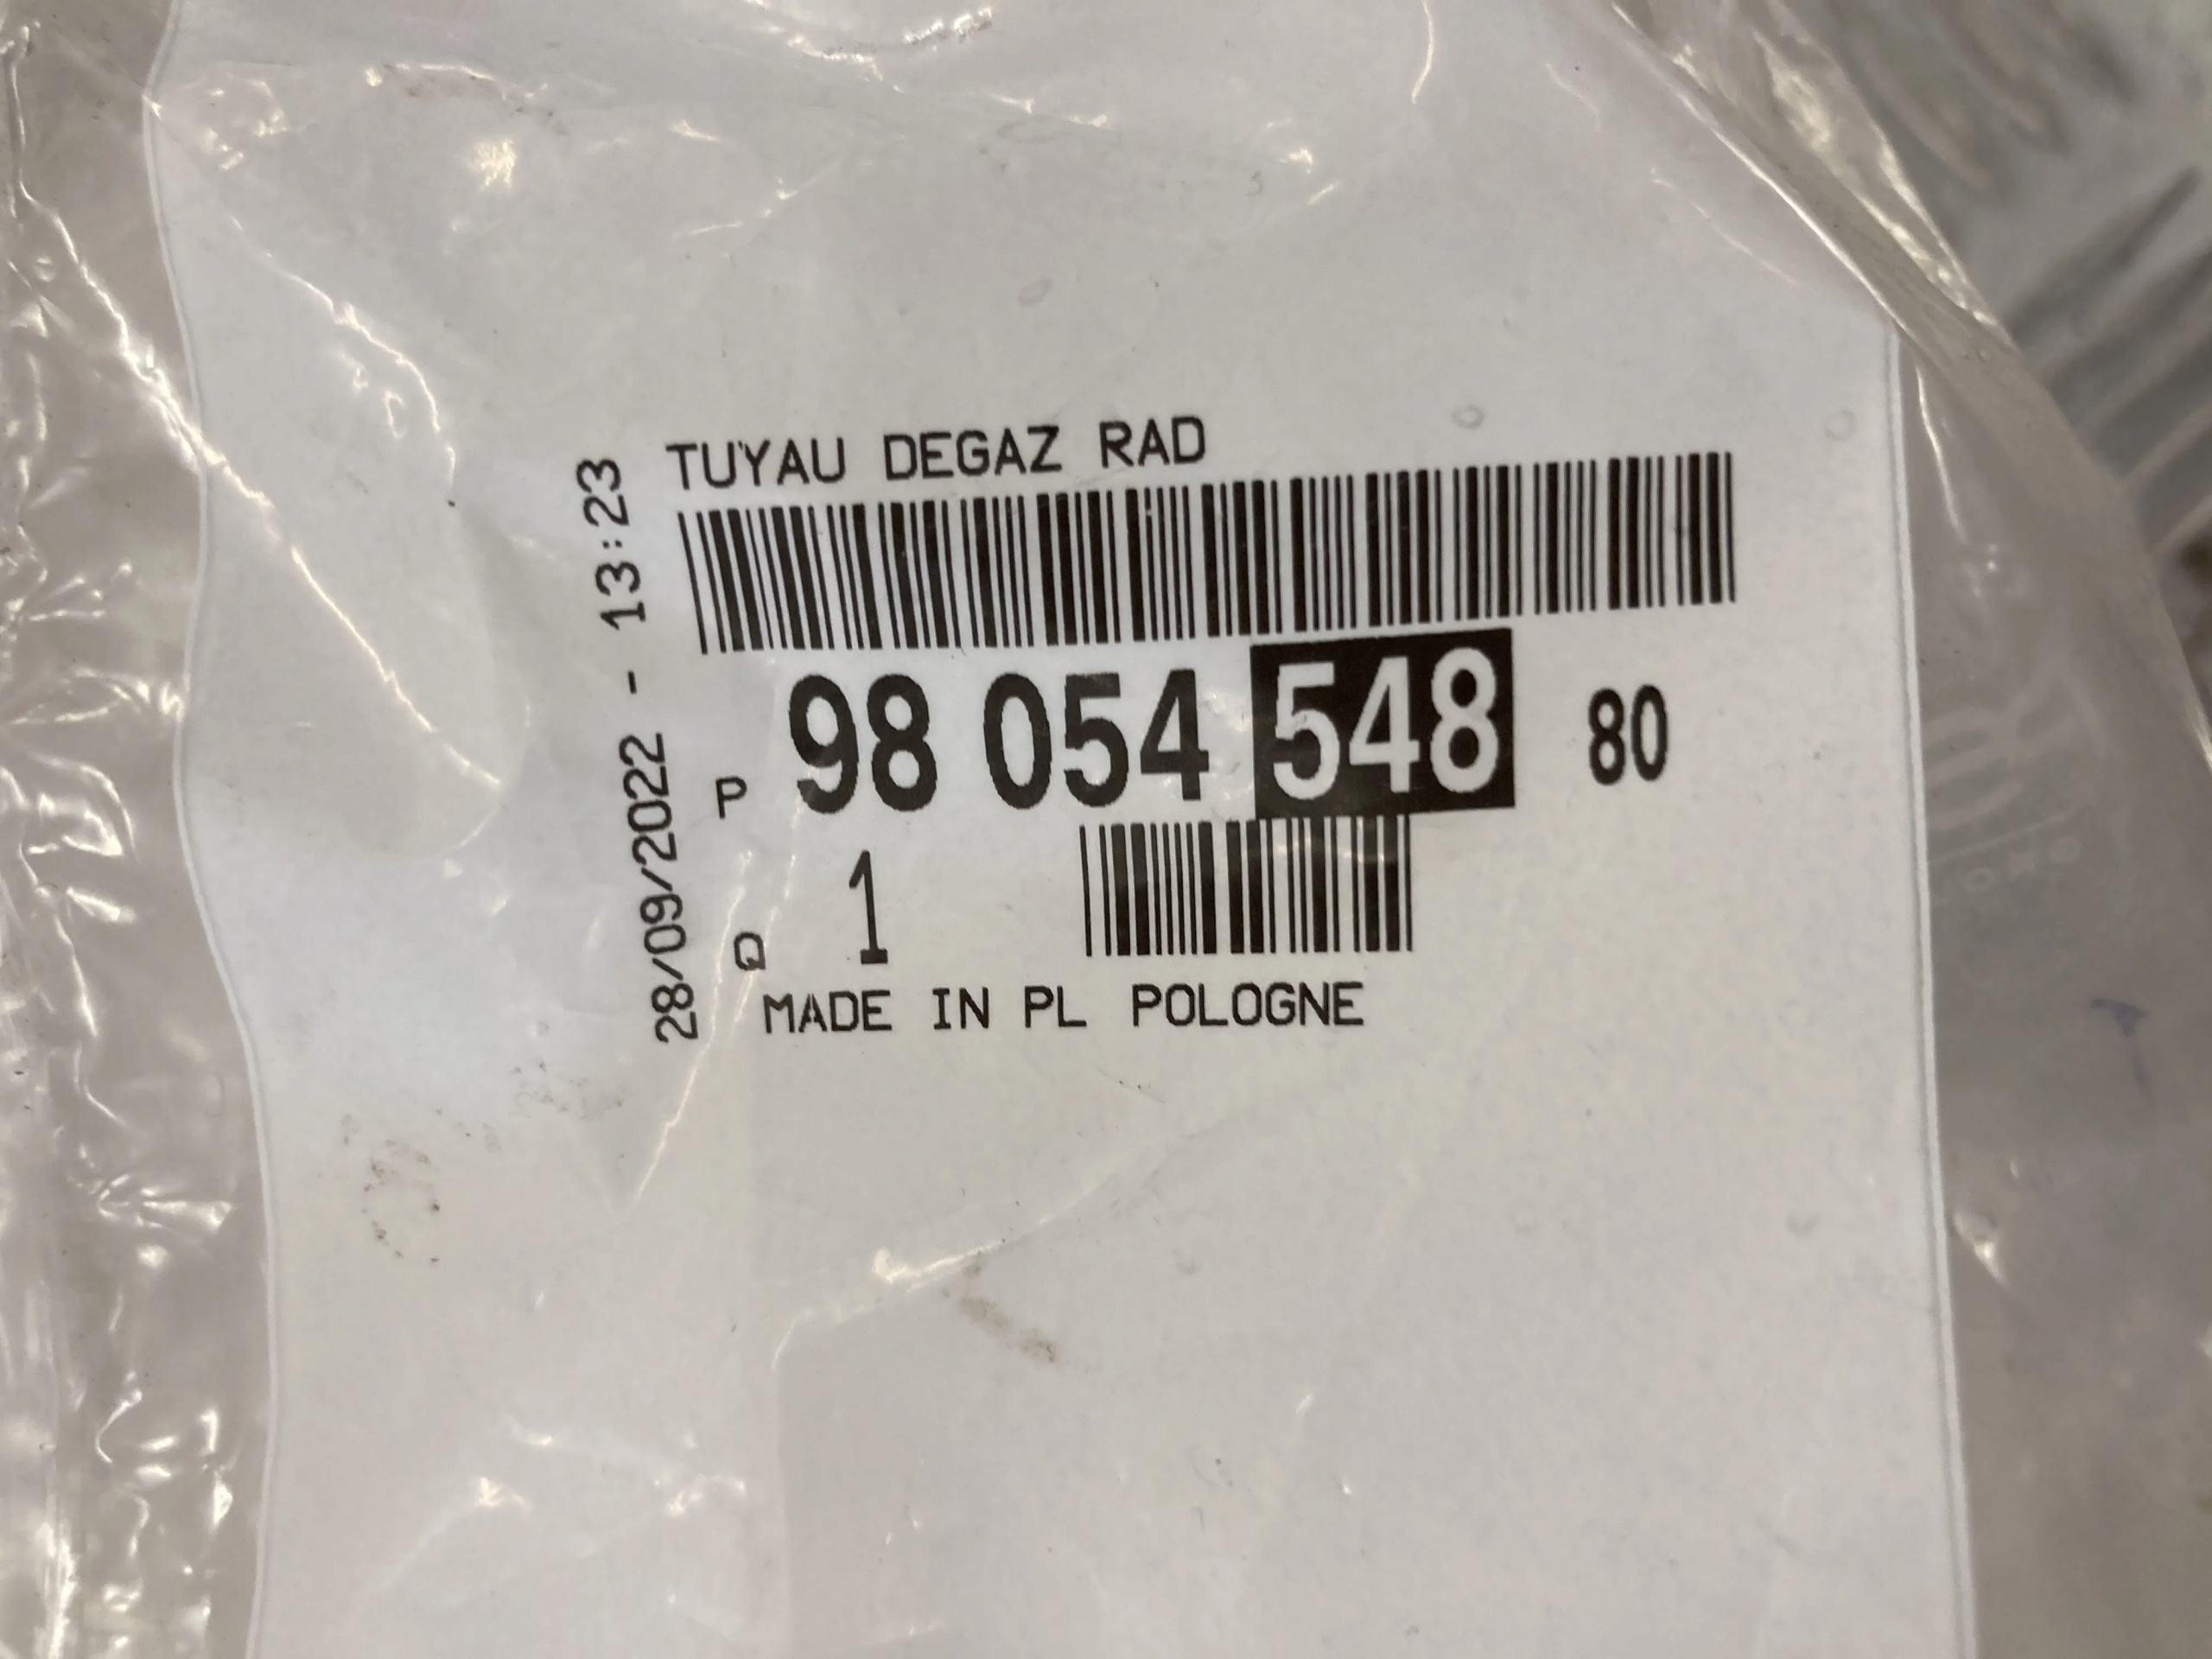 TUYAU DEGAZ RAD
28/09/2022 - 13:23
P 98 054 548 80
Q 1
MADE IN PL POLOGNE